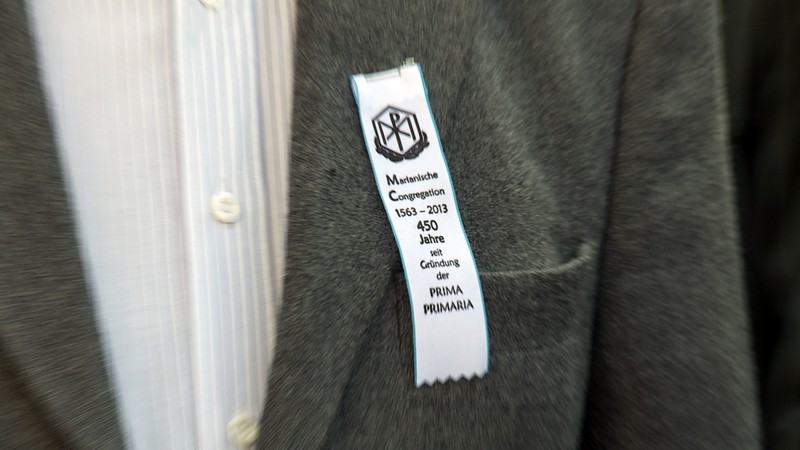 Marianische
Congregation
1563 – 2013
450
Jahre
seit
Gründung
der
PRIMA
PRIMARIA